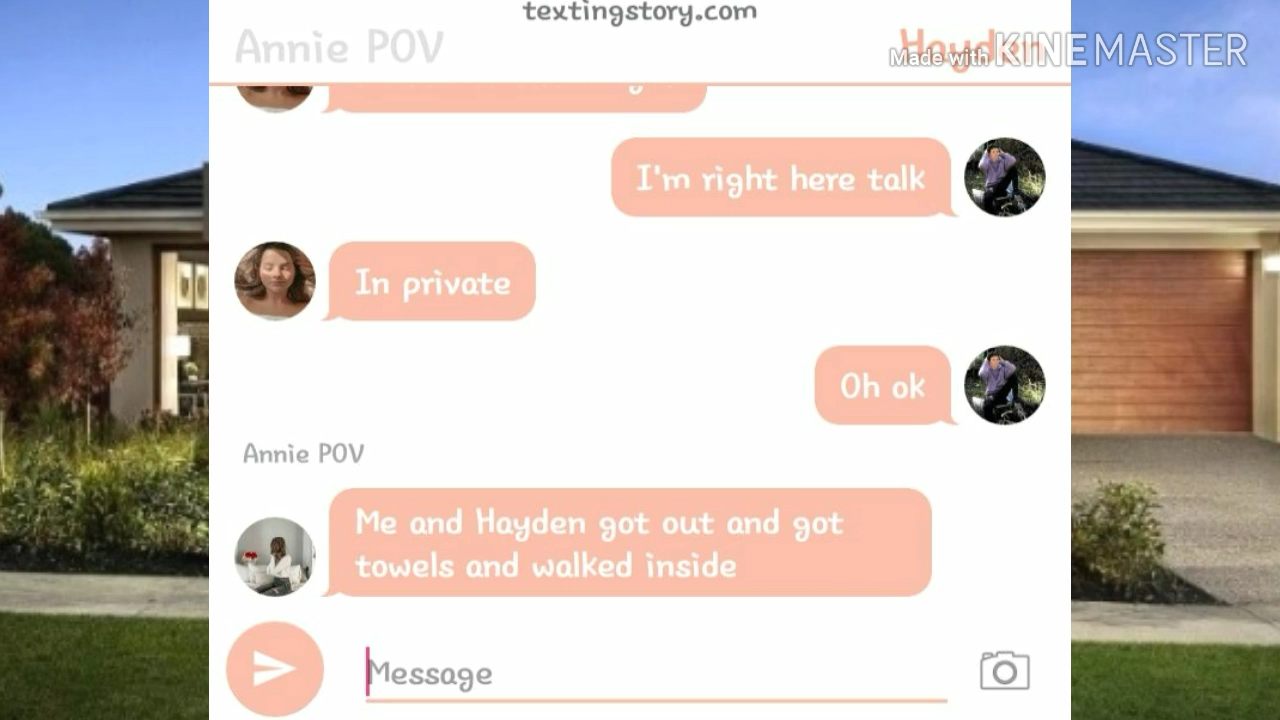 textingstory.com
Annie POV
Hayden
Made with KINEMASTER
I'm right here talk
In private
Oh ok
Annie POV
Me and Hayden got out and got
towels and walked inside
Message